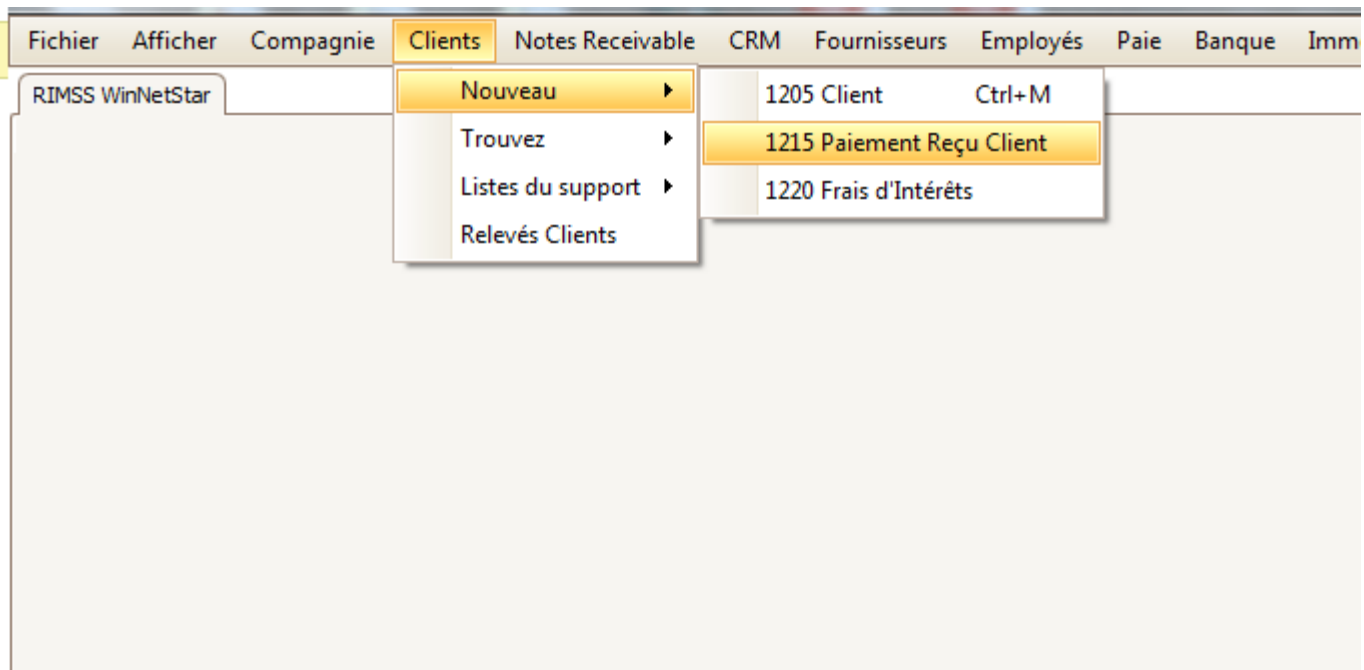 Fichier Afficher Compagnie Clients Notes Receivable CRM Fournisseurs Employés Paie Banque
RIMSS WinNetStar
Nouveau
Trouvez
Listes du support
Relevés Clients
1205 Client Ctrl+M
1215 Paiement Reçu Client
1220 Frais d'Intérêts